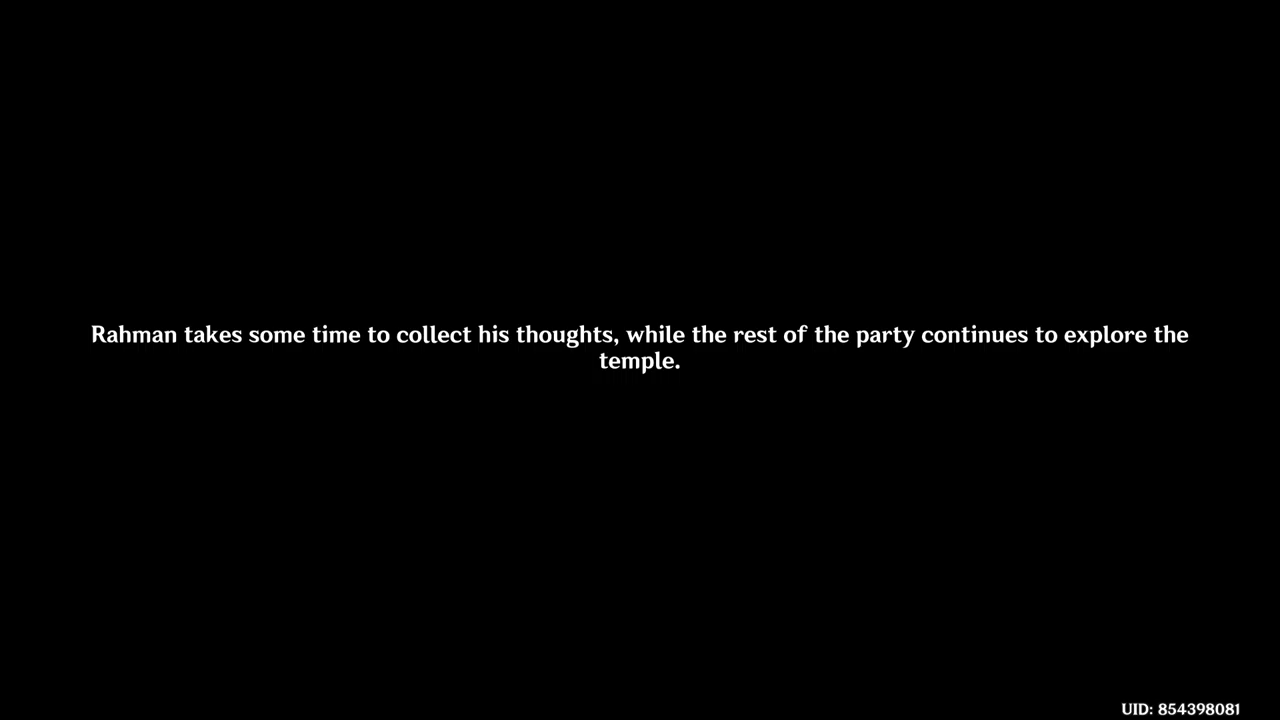 Rahman takes some time to collect his thoughts, while the rest of the party continues to explore the
temple.
UID: 854398081